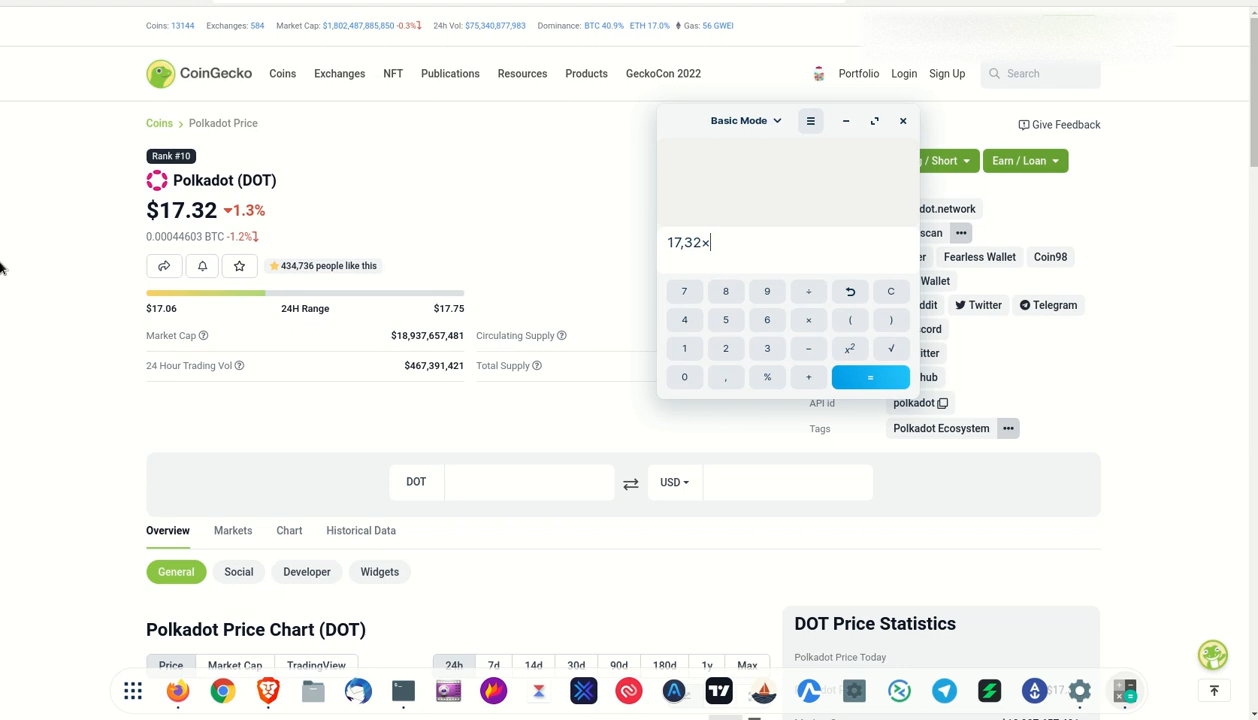 Coins: 13144 Exchanges: 584 Market Cap: $1,802,487,885,850 -0.3% 24h Vol: $75,340,877,983 Dominance: BTC 40.9% ETH 17.0% Gas: 56 GWEI
CoinGecko Coins Exchanges NFT Publications Resources Products GeckoCon 2022 Portfolio Login Sign Up Search
Coins > Polkadot Price Give Feedback
Rank #10
Polkadot (DOT)
$17.32 1.3%
0.00044603 BTC -1.2%
434,736 people like this
$17.06 24H Range $17.75
Market Cap $18,937,657,481 Circulating Supply
24 Hour Trading Vol $467,391,421 Total Supply
Basic Mode
17,32×
7 8 9 ÷ C
4 5 6 × ( )
1 2 3 − x² √
0 , % + =
/ Short Earn / Loan
dot.network
scan
Fearless Wallet Coin98
Wallet
Twitter Telegram
API id polkadot
Tags Polkadot Ecosystem
DOT USD
Overview Markets Chart Historical Data
General Social Developer Widgets
Polkadot Price Chart (DOT)
Price Market Cap TradingView 24h 7d 14d 30d 90d 180d 1y Max
DOT Price Statistics
Polkadot Price Today